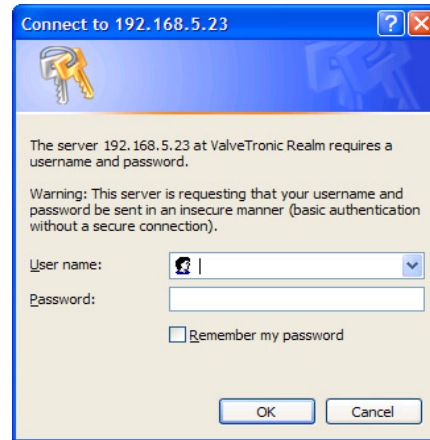 Connect to 192.168.5.23
The server 192.168.5.23 at ValveTronic Realm requires a
username and password.
Warning: This server is requesting that your username and
password be sent in an insecure manner (basic authentication
without a secure connection).
User name:
Password:
Remember my password
OK Cancel